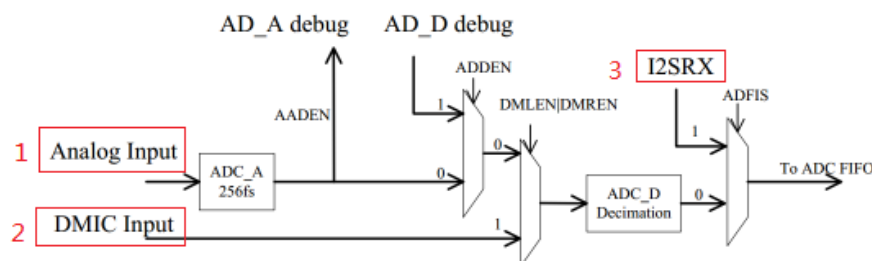 AD_A debug
AD_D debug
ADDEN
3 I2SRX
AADEN
1
DMLEN|DMREN
ADFIS
1 Analog Input
1
0
ADC_A
256fs
0
To ADC FIFO
ADC_D
Decimation
0
2 DMIC Input
1